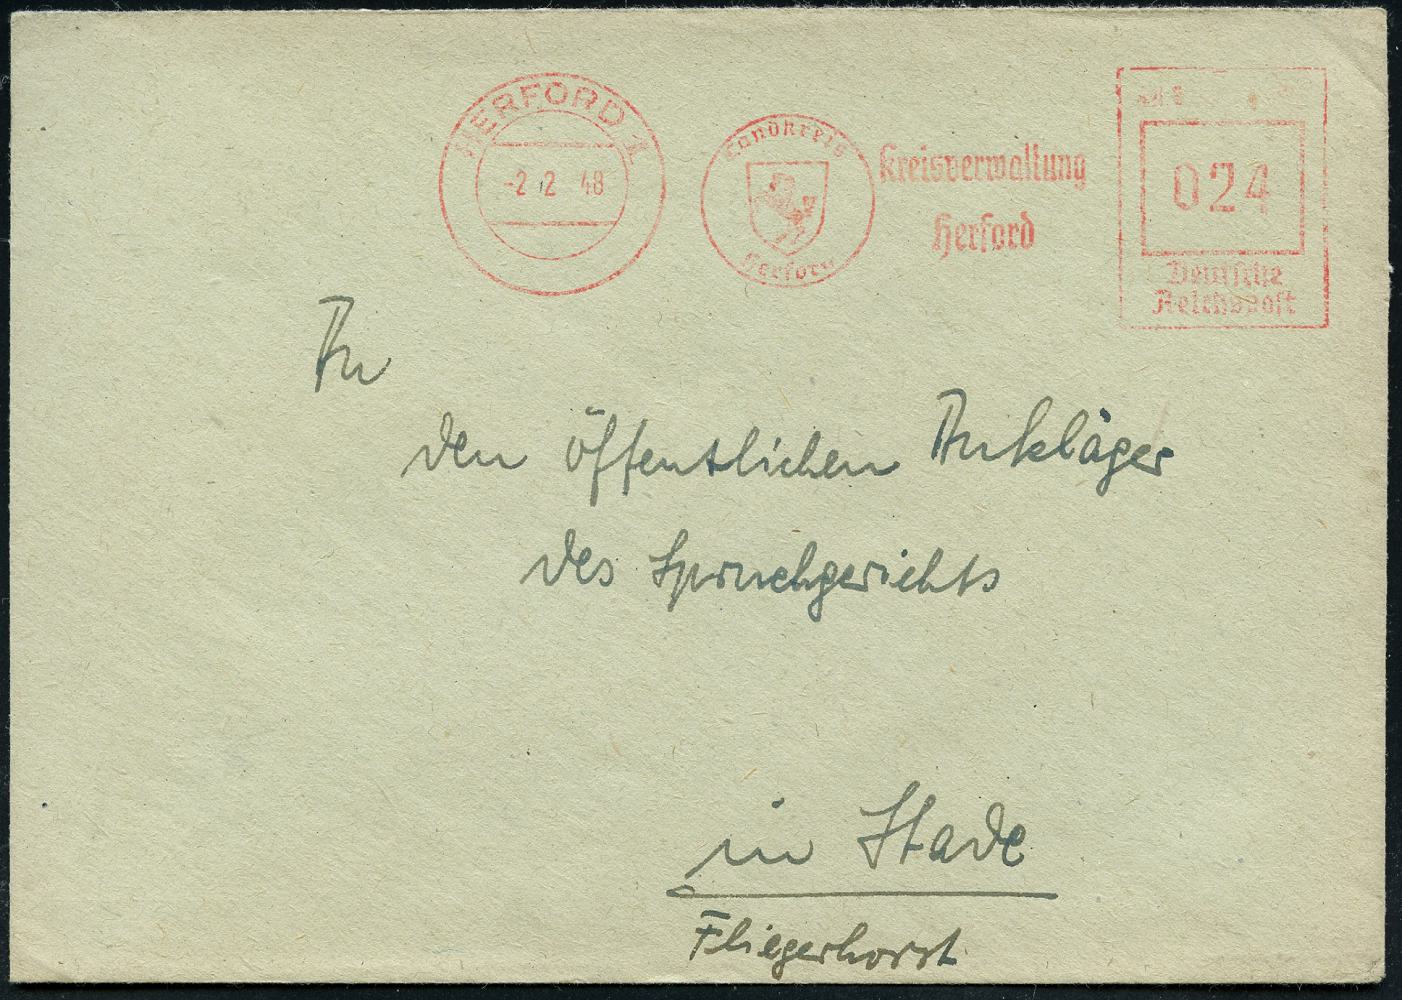 HERFORD 1
-2 2 48
Landkreis
Herford
Kreisverwaltung
Herford
024
Deutsche
Reichspost
An
den öffentlichen Ankläger
des Spruchgerichts
in Stade
Fliegerhorst